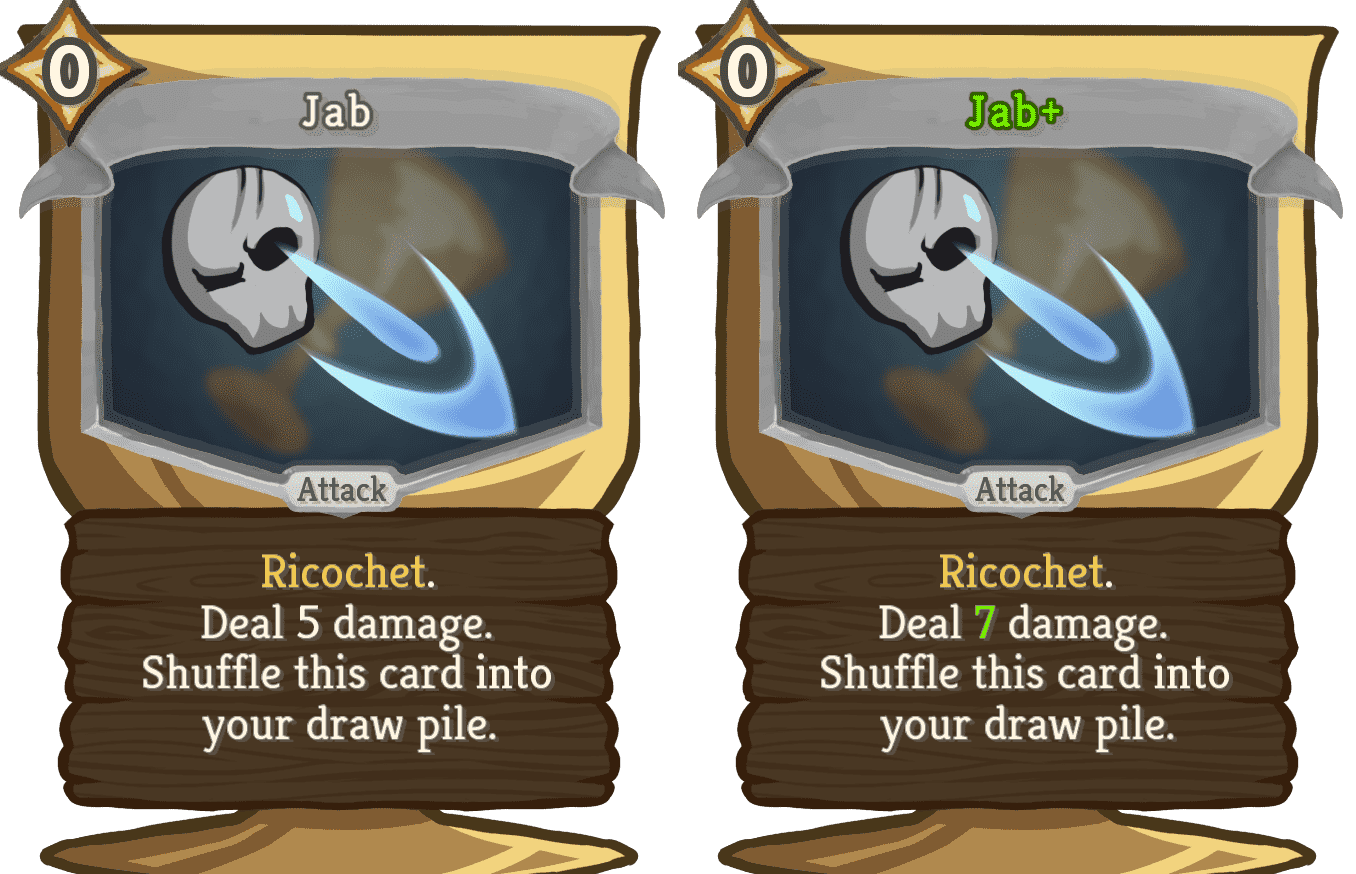 0
Jab
Attack
Ricochet.
Deal 5 damage.
Shuffle this card into
your draw pile.
0
Jab+
Attack
Ricochet.
Deal 7 damage.
Shuffle this card into
your draw pile.